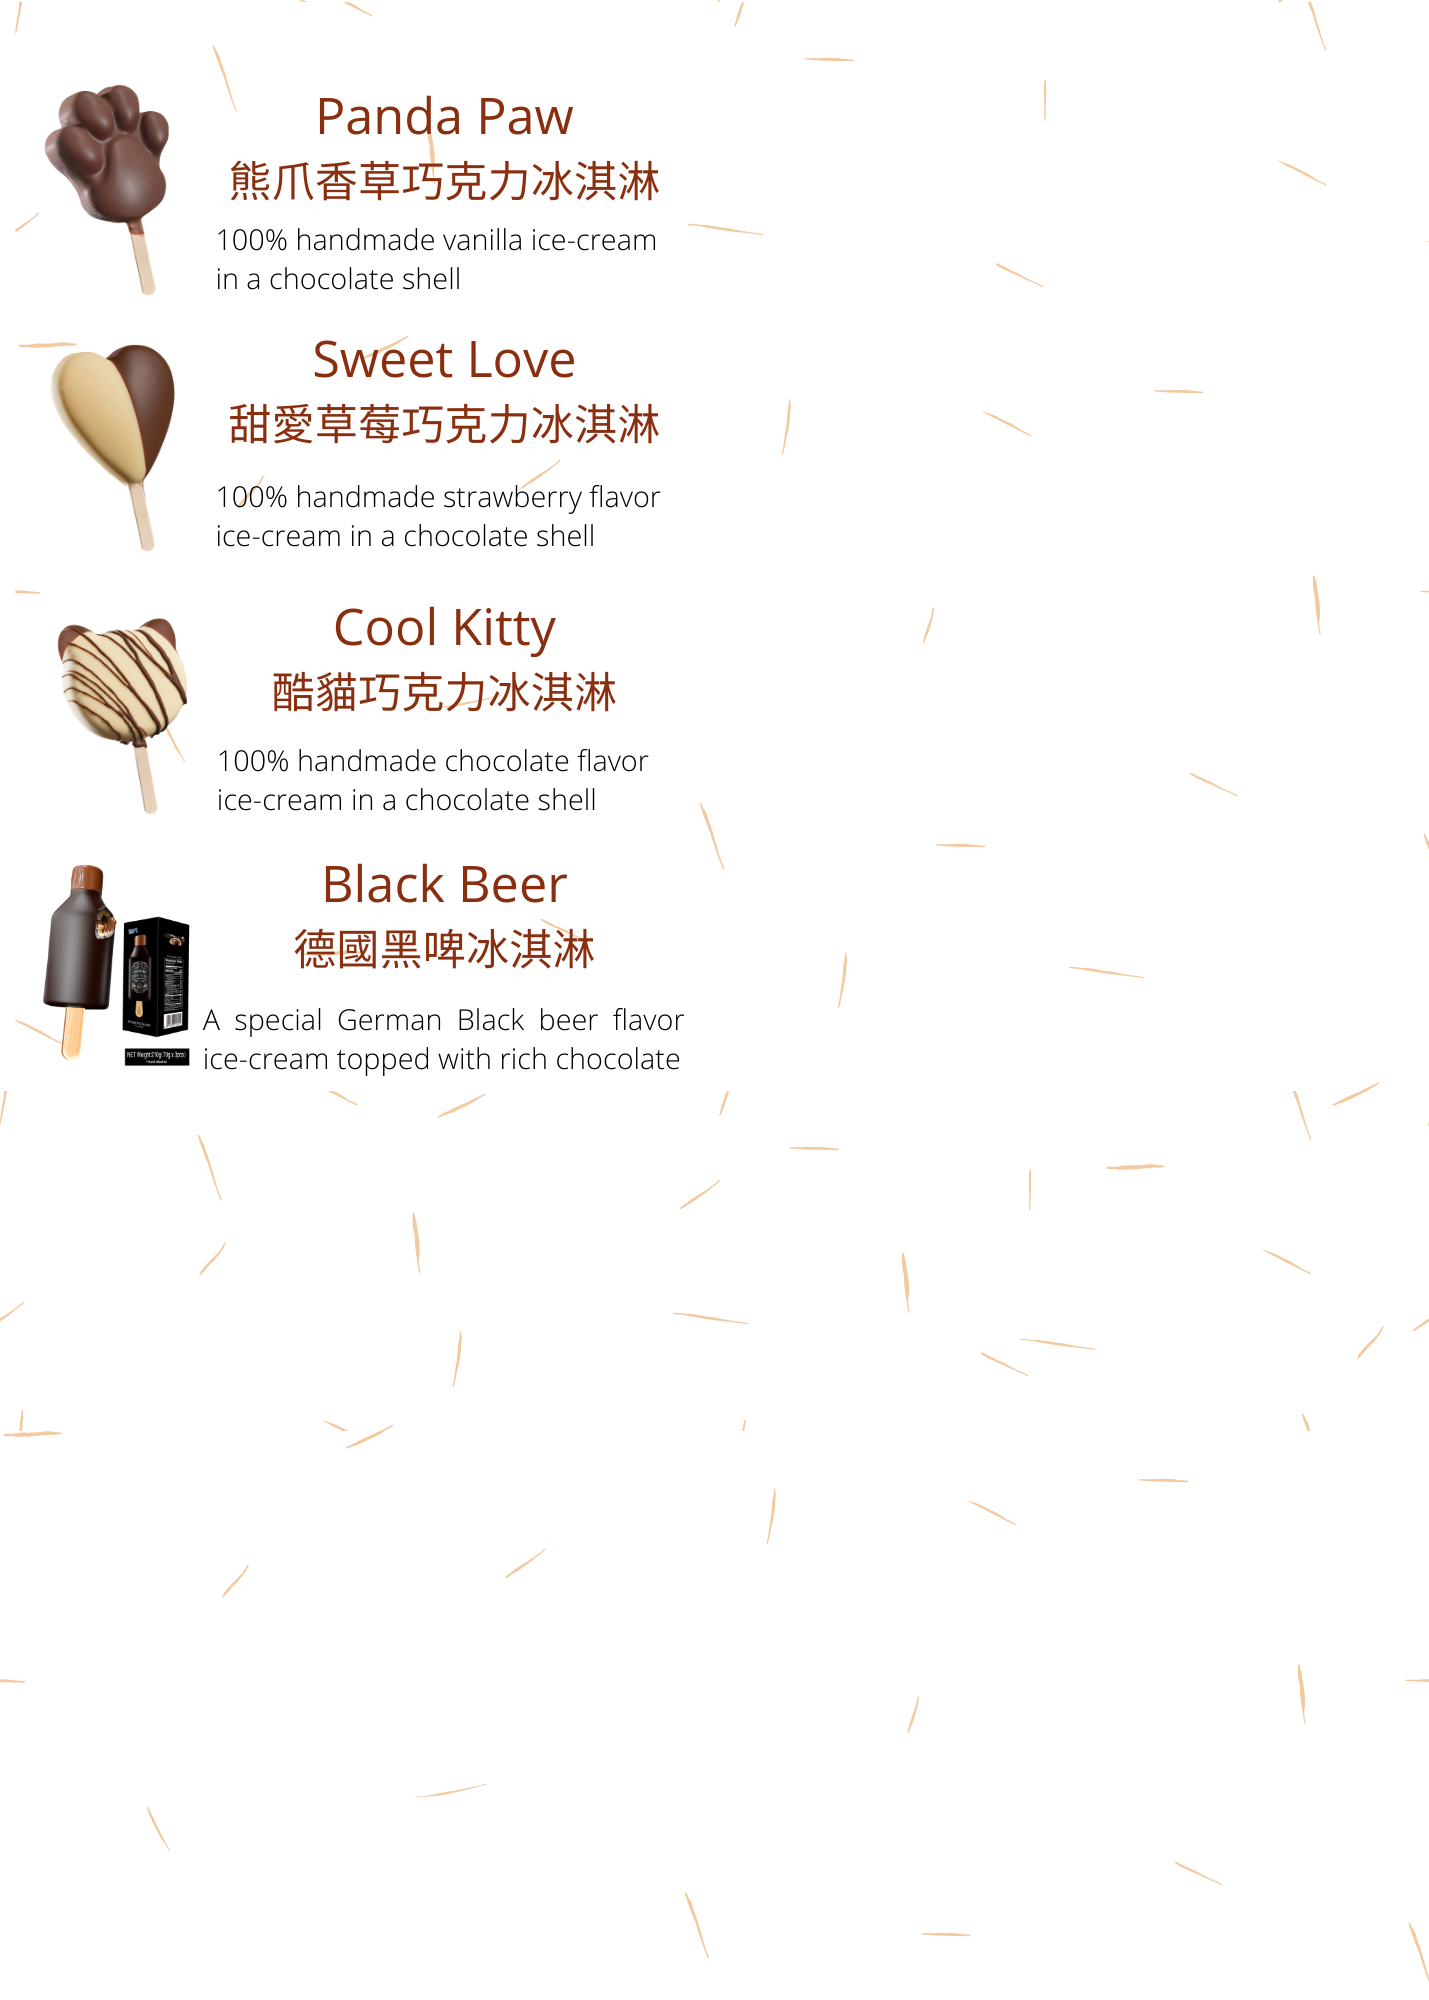 Panda Paw
熊爪香草巧克力冰淇淋
100% handmade vanilla ice-cream
in a chocolate shell
Sweet Love
甜愛草莓巧克力冰淇淋
100% handmade strawberry flavor
ice-cream in a chocolate shell
Cool Kitty
酷貓巧克力冰淇淋
100% handmade chocolate flavor
ice-cream in a chocolate shell
Black Beer
德國黑啤冰淇淋
A special German Black beer flavor
ice-cream topped with rich chocolate
NET Weight:210g(70g x 3pcs)